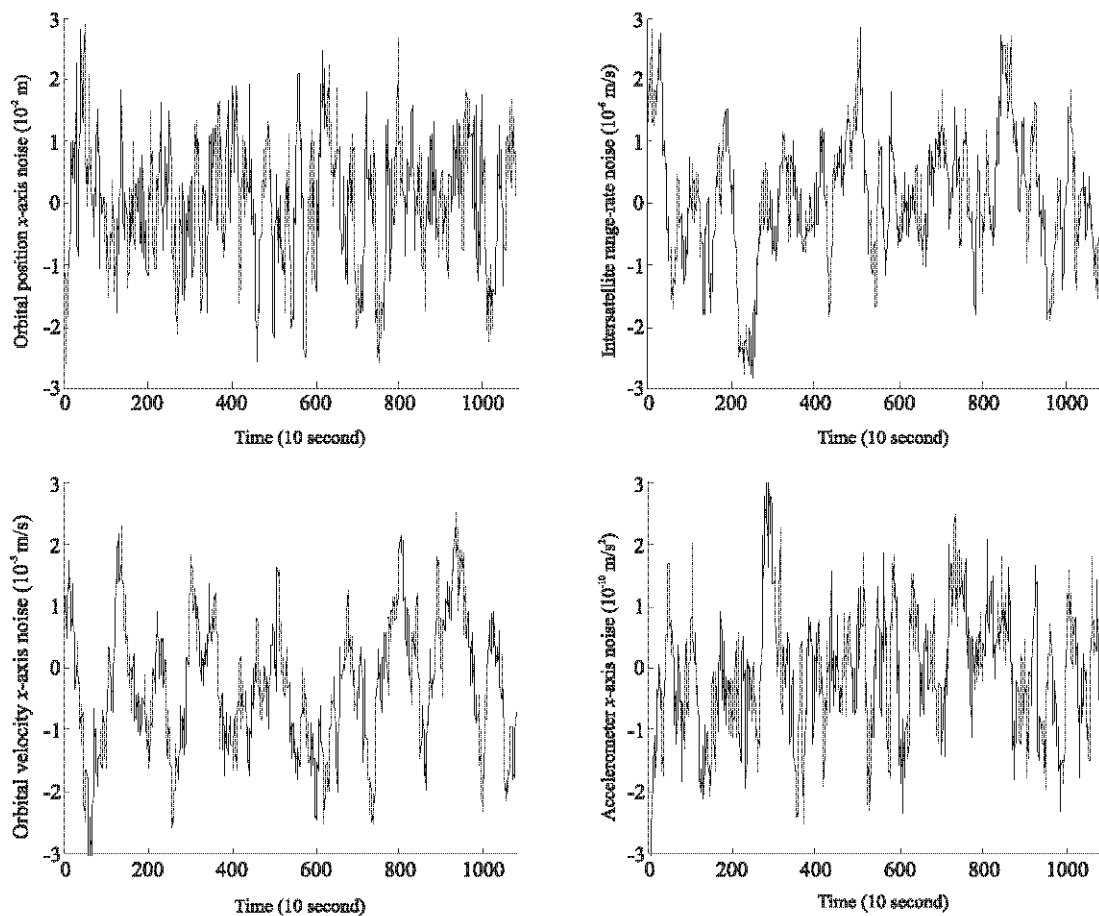 Orbital position x-axis noise (10⁻² m)
3
2
1
0
-1
-2
-3
0 200 400 600 800 1000
Time (10 second)
Intersatellite range-rate noise (10⁻⁶ m/s)
3
2
1
0
-1
-2
-3
0 200 400 600 800 1000
Time (10 second)
Orbital velocity x-axis noise (10⁻⁵ m/s)
3
2
1
0
-1
-2
-3
0 200 400 600 800 1000
Time (10 second)
Accelerometer x-axis noise (10⁻¹⁰ m/s²)
3
2
1
0
-1
-2
-3
0 200 400 600 800 1000
Time (10 second)